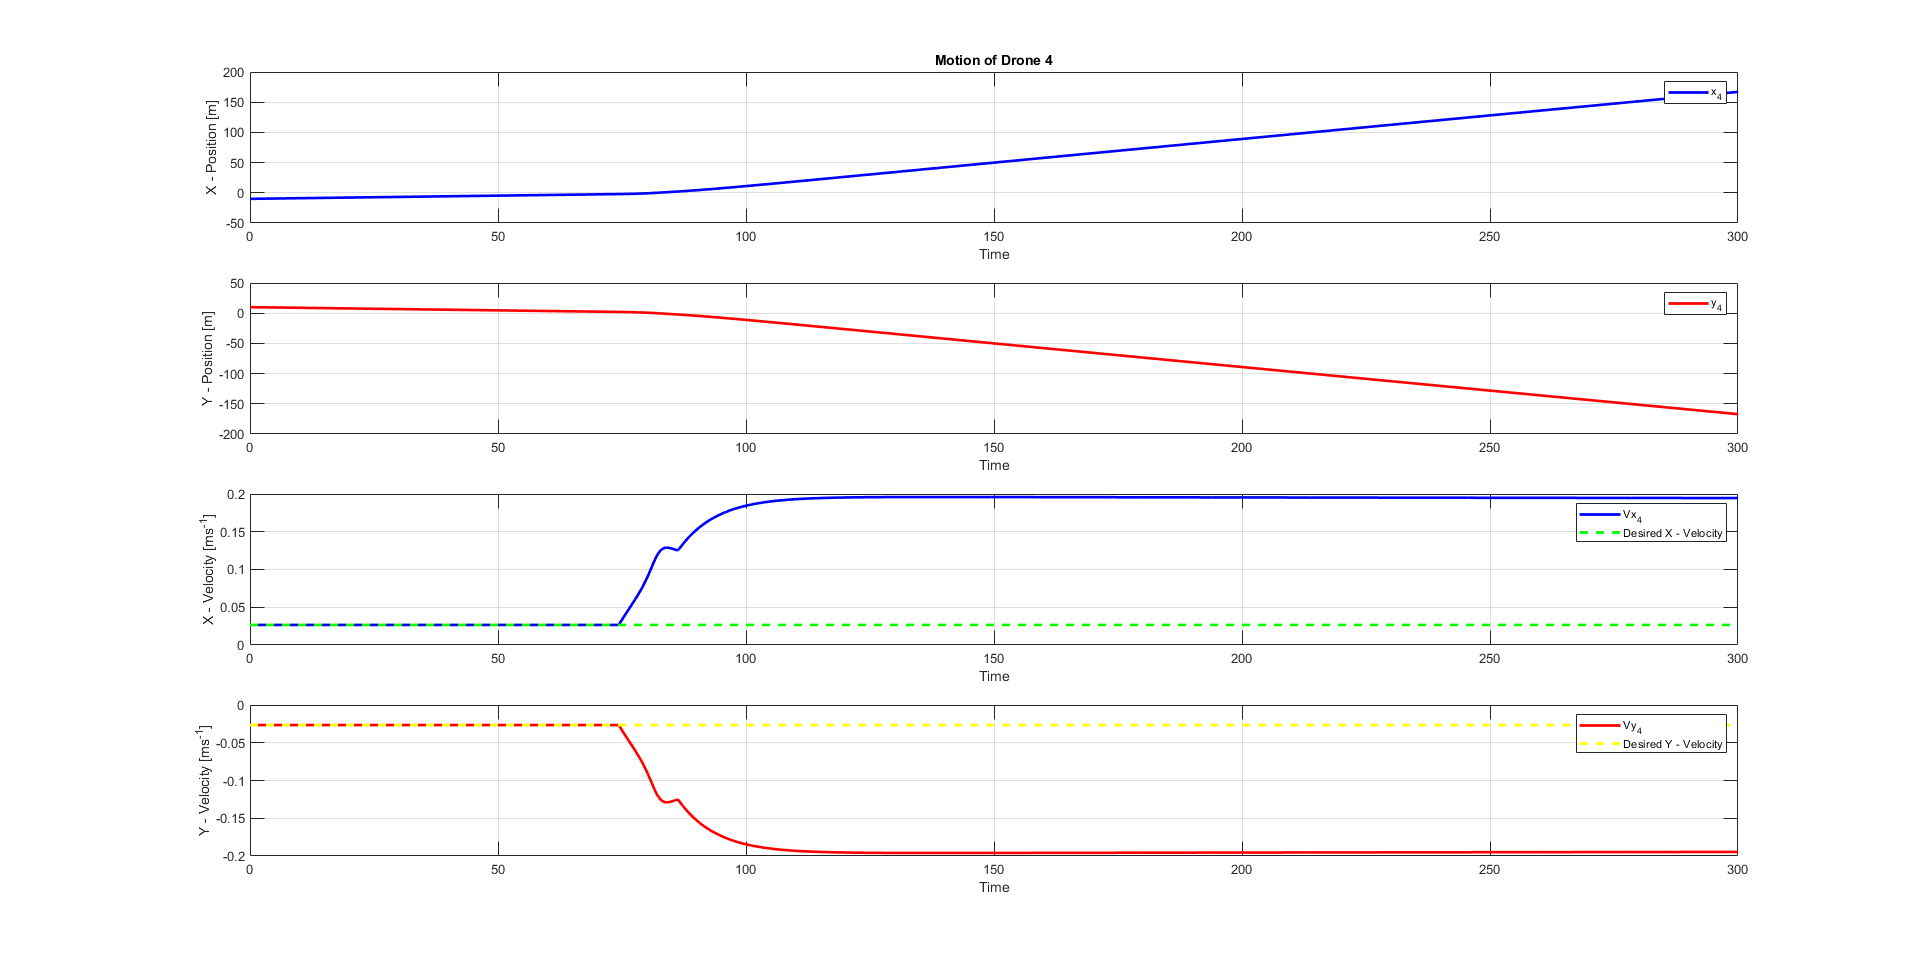 Motion of Drone 4
200
150
100
50
0
-50
X - Position [m]
x4
0 50 100 150 200 250 300
Time
50
0
-50
-100
-150
-200
Y - Position [m]
y4
0 50 100 150 200 250 300
Time
0.2
0.15
0.1
0.05
0
X - Velocity [ms-1]
Vx4
Desired X - Velocity
0 50 100 150 200 250 300
Time
0
-0.05
-0.1
-0.15
-0.2
Y - Velocity [ms-1]
Vy4
Desired Y - Velocity
0 50 100 150 200 250 300
Time